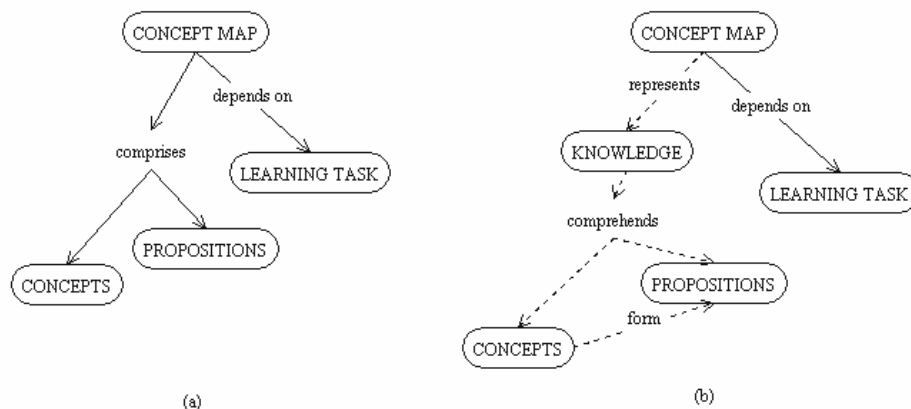 CONCEPT MAP
depends on
comprises
LEARNING TASK
PROPOSITIONS
CONCEPTS
(a)
CONCEPT MAP
represents
depends on
KNOWLEDGE
LEARNING TASK
comprehends
PROPOSITIONS
form
CONCEPTS
(b)